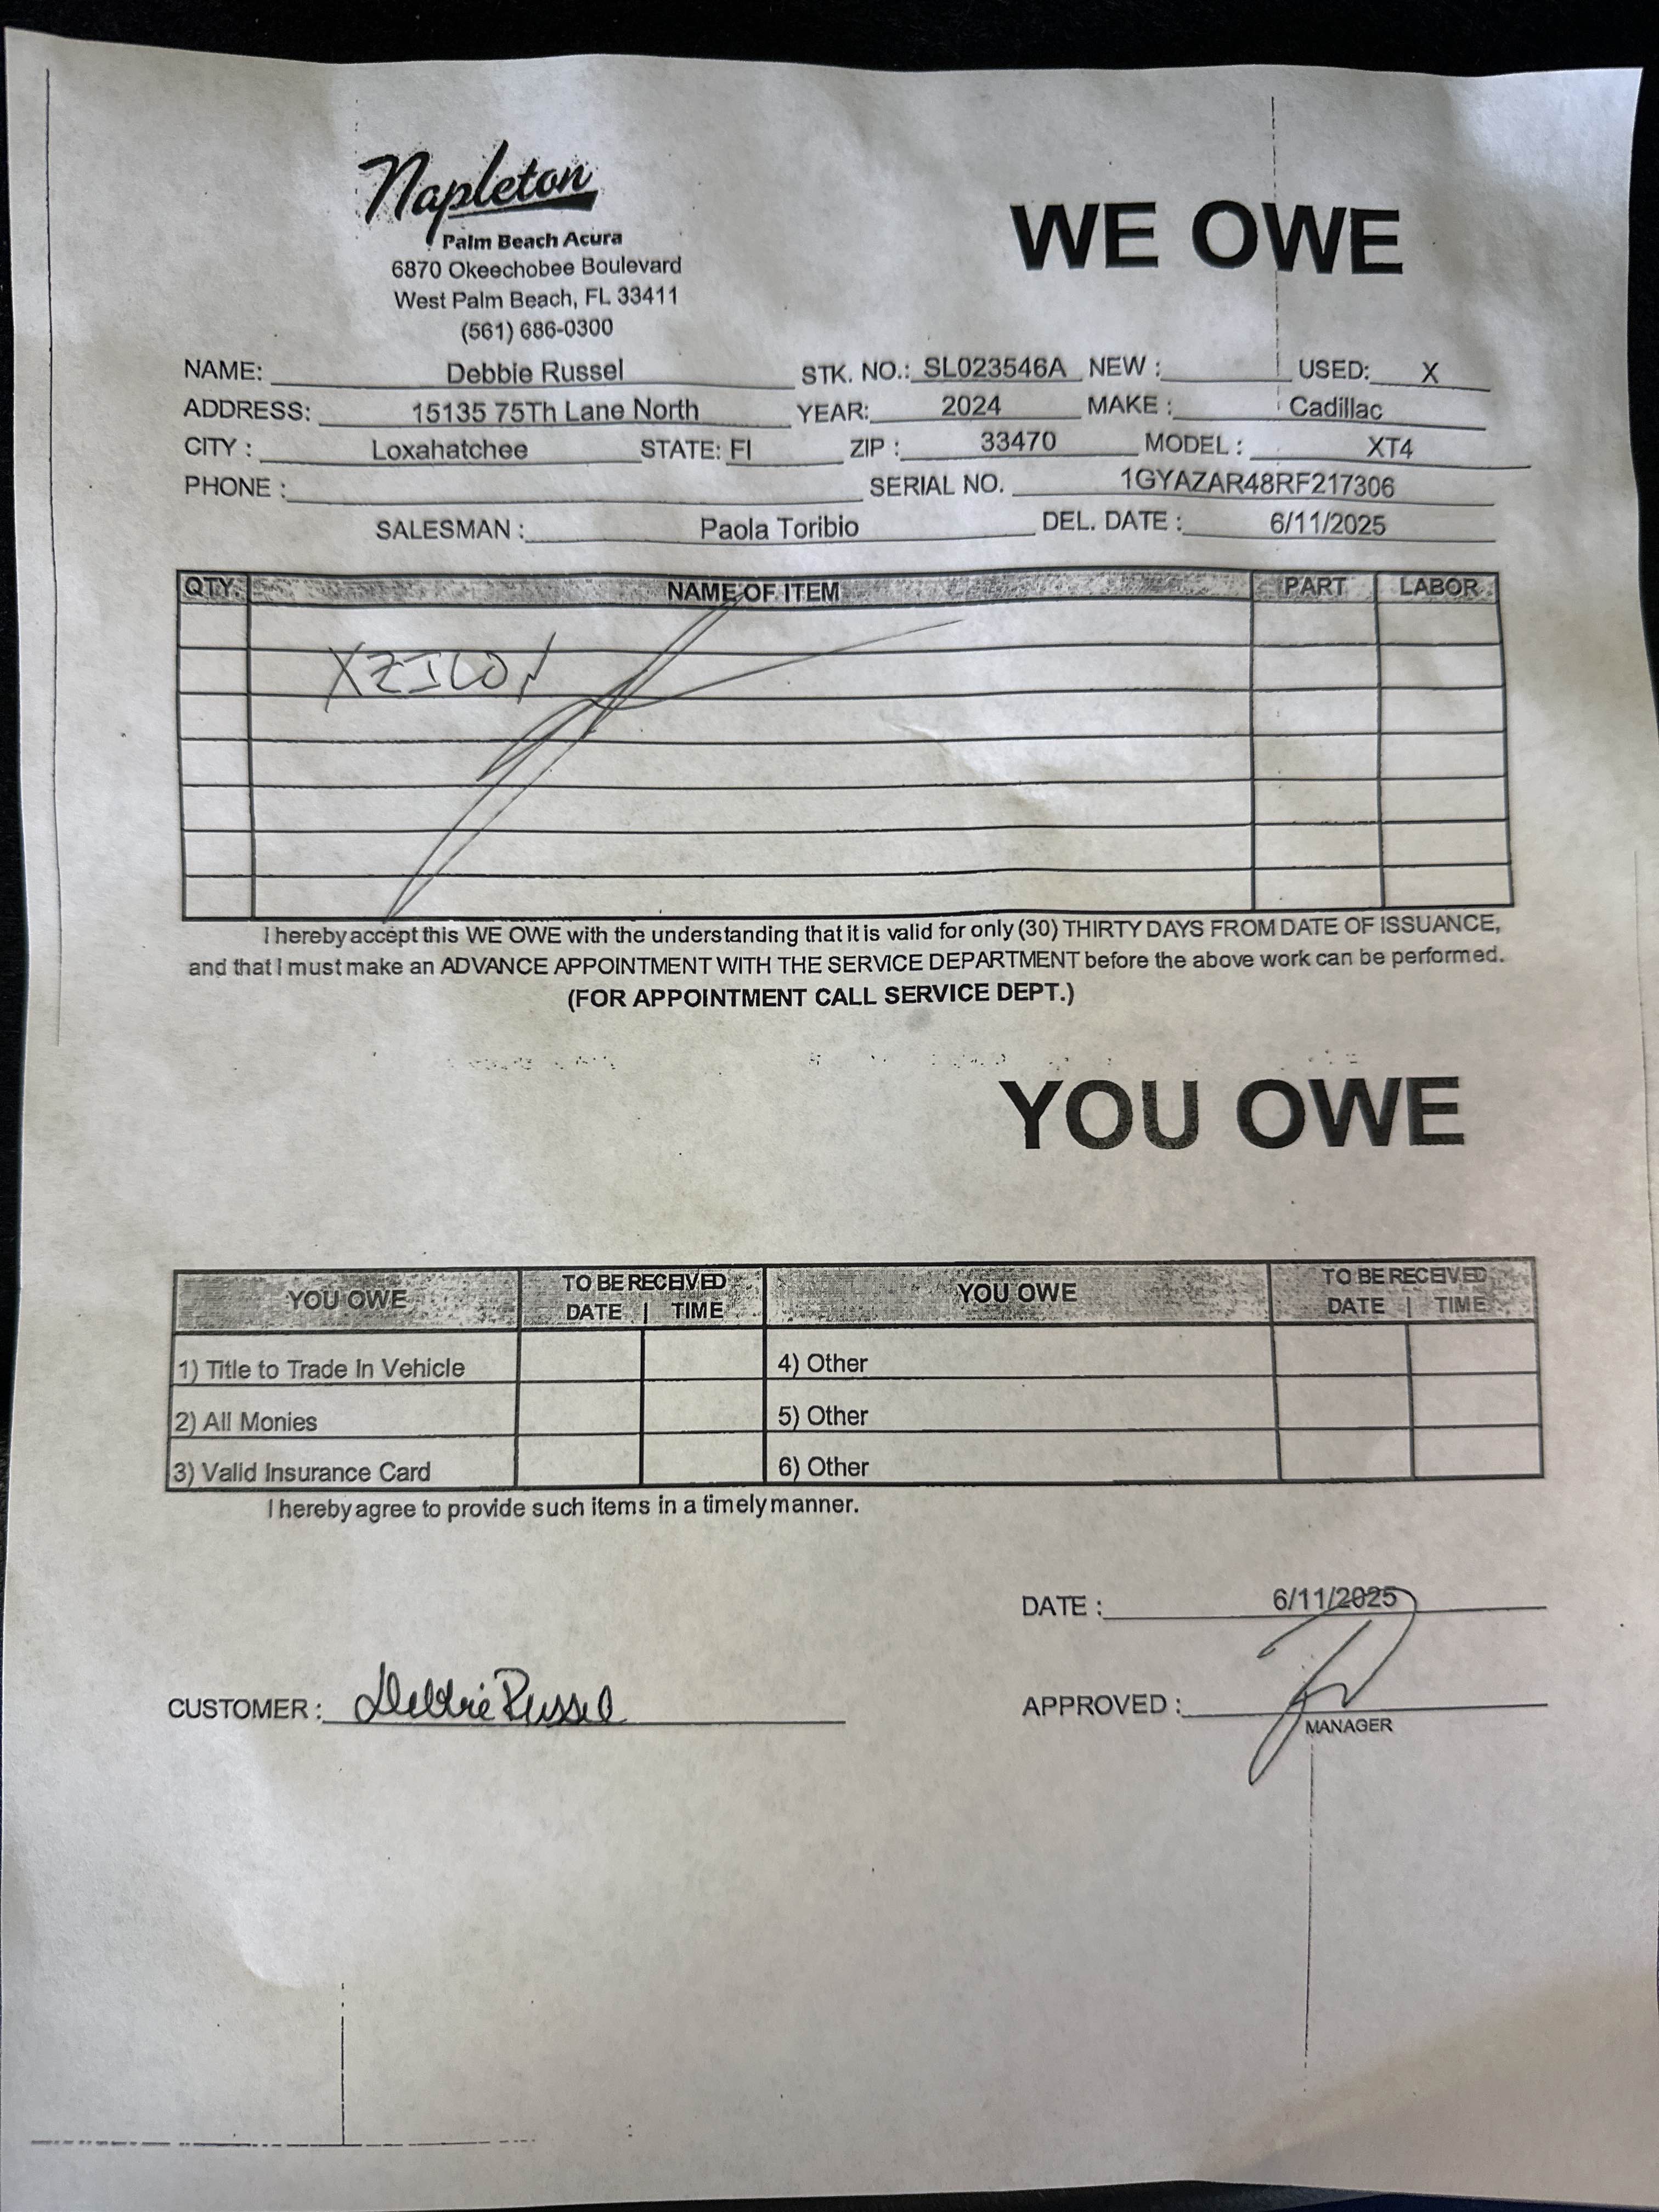 Napleton
Palm Beach Acura
6870 Okeechobee Boulevard
West Palm Beach, FL 33411
(561) 686-0300
WE OWE
NAME: Debbie Russel STK. NO.: SL023546A NEW : USED: X
ADDRESS: 15135 75Th Lane North YEAR: 2024 MAKE : Cadillac
CITY : Loxahatchee STATE: Fl ZIP : 33470 MODEL : XT4
PHONE : SERIAL NO. 1GYAZAR48RF217306
SALESMAN : Paola Toribio DEL. DATE : 6/11/2025
QTY. NAME OF ITEM PART LABOR
XZILON
I hereby accept this WE OWE with the understanding that it is valid for only (30) THIRTY DAYS FROM DATE OF ISSUANCE,
and that I must make an ADVANCE APPOINTMENT WITH THE SERVICE DEPARTMENT before the above work can be performed.
(FOR APPOINTMENT CALL SERVICE DEPT.)
YOU OWE
YOU OWE TO BE RECEIVED DATE | TIME YOU OWE TO BE RECEIVED DATE | TIME
1) Title to Trade In Vehicle 4) Other
2) All Monies 5) Other
3) Valid Insurance Card 6) Other
I hereby agree to provide such items in a timely manner.
DATE : 6/11/2025
CUSTOMER : Debbie Russel APPROVED :
MANAGER